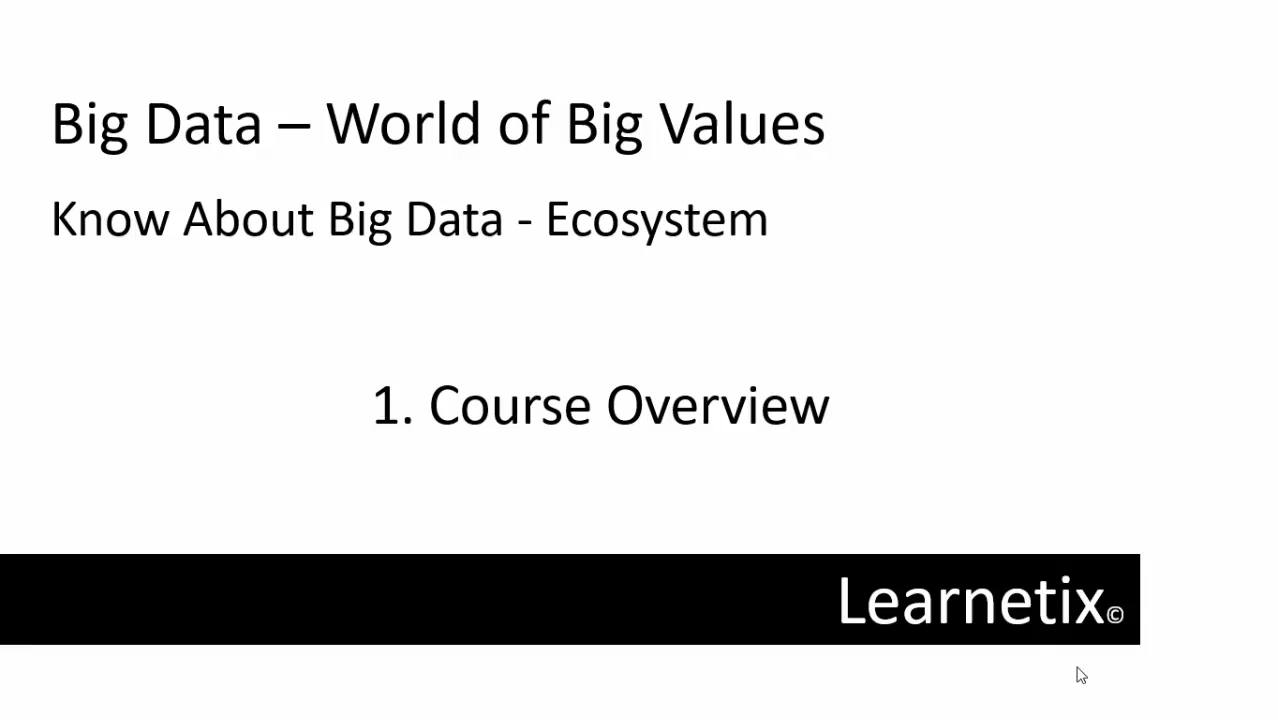 Big Data – World of Big Values
Know About Big Data - Ecosystem
1. Course Overview
Learnetix©